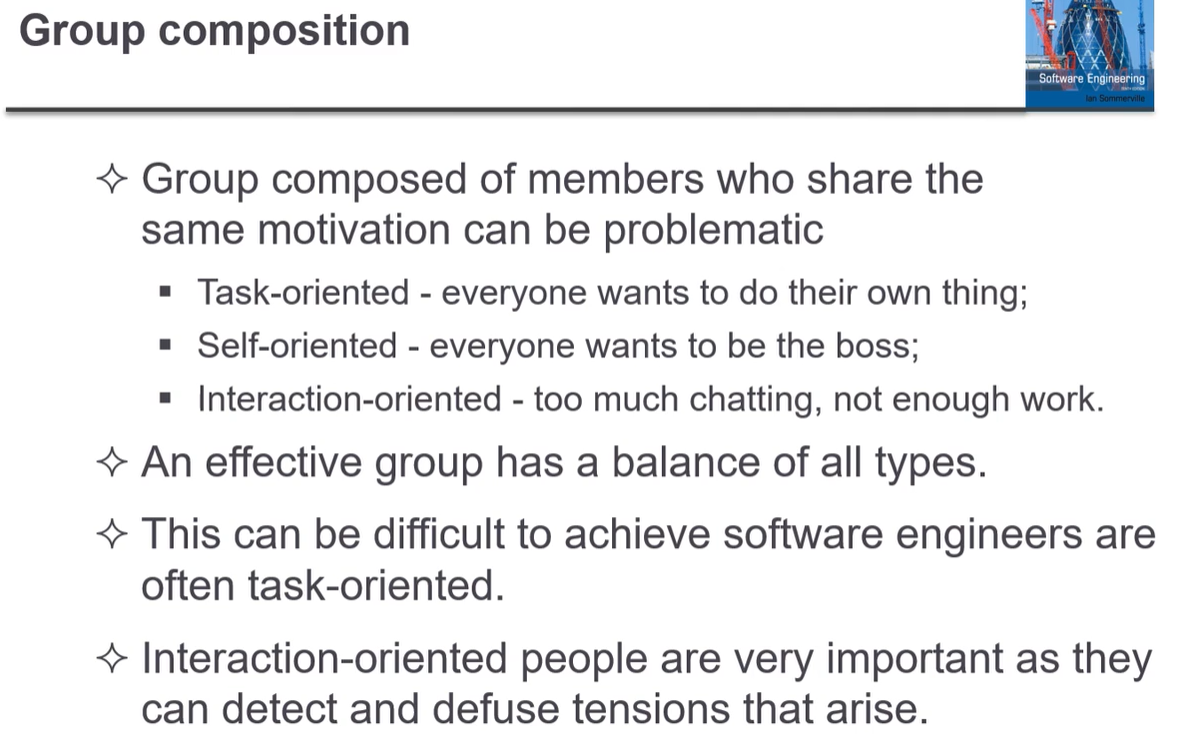 Group composition
Software Engineering
Ian Sommerville
✧ Group composed of members who share the
same motivation can be problematic
▪ Task-oriented - everyone wants to do their own thing;
▪ Self-oriented - everyone wants to be the boss;
▪ Interaction-oriented - too much chatting, not enough work.
✧ An effective group has a balance of all types.
✧ This can be difficult to achieve software engineers are
often task-oriented.
✧ Interaction-oriented people are very important as they
can detect and defuse tensions that arise.